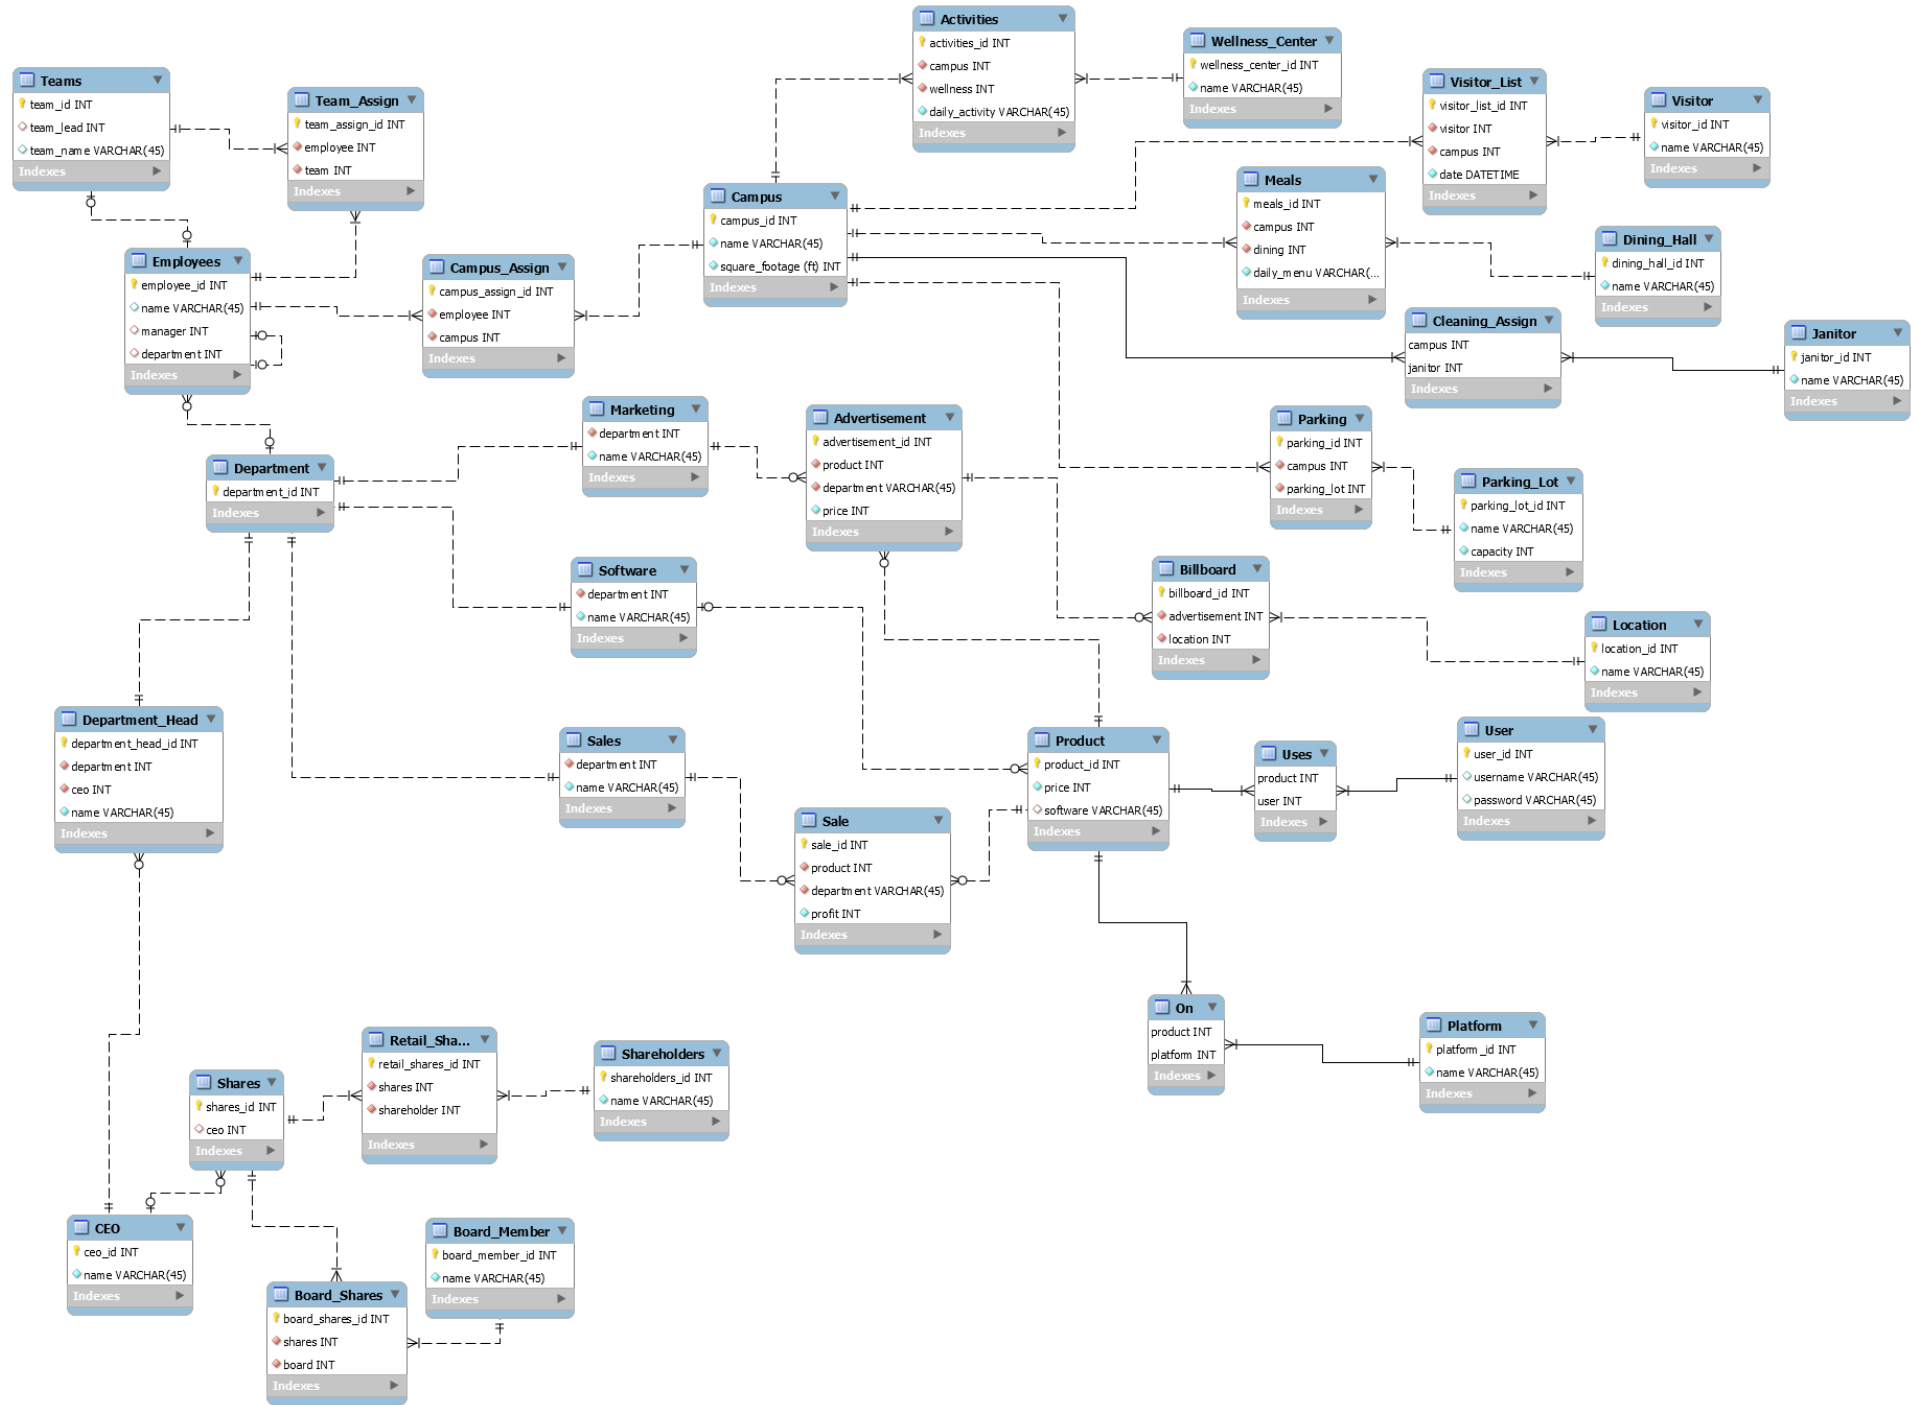 Activities
activities_id INT
campus INT
wellness INT
daily_activity VARCHAR(45)
Indexes
Wellness_Center
wellness_center_id INT
name VARCHAR(45)
Indexes
Teams
team_id INT
team_lead INT
team_name VARCHAR(45)
Indexes
Team_Assign
team_assign_id INT
employee INT
team INT
Indexes
Visitor_List
visitor_list_id INT
visitor INT
campus INT
date DATETIME
Indexes
Visitor
visitor_id INT
name VARCHAR(45)
Indexes
Campus
campus_id INT
name VARCHAR(45)
square_footage (ft) INT
Indexes
Meals
meals_id INT
campus INT
dining INT
daily_menu VARCHAR(...
Indexes
Dining_Hall
dining_hall_id INT
name VARCHAR(45)
Indexes
Employees
employee_id INT
name VARCHAR(45)
manager INT
department INT
Indexes
Campus_Assign
campus_assign_id INT
employee INT
campus INT
Indexes
Cleaning_Assign
campus INT
janitor INT
Indexes
Janitor
janitor_id INT
name VARCHAR(45)
Indexes
Marketing
department INT
name VARCHAR(45)
Indexes
Advertisement
advertisement_id INT
product INT
department VARCHAR(45)
price INT
Indexes
Parking
parking_id INT
campus INT
parking_lot INT
Indexes
Parking_Lot
parking_lot_id INT
name VARCHAR(45)
capacity INT
Indexes
Department
department_id INT
Indexes
Software
department INT
name VARCHAR(45)
Indexes
Billboard
billboard_id INT
advertisement INT
location INT
Indexes
Location
location_id INT
name VARCHAR(45)
Indexes
Department_Head
department_head_id INT
department INT
ceo INT
name VARCHAR(45)
Indexes
Sales
department INT
name VARCHAR(45)
Indexes
Product
product_id INT
price INT
software VARCHAR(45)
Indexes
Uses
product INT
user INT
Indexes
User
user_id INT
username VARCHAR(45)
password VARCHAR(45)
Indexes
Sale
sale_id INT
product INT
department VARCHAR(45)
profit INT
Indexes
On
product INT
platform INT
Indexes
Platform
platform_id INT
name VARCHAR(45)
Indexes
Retail_Sha...
retail_shares_id INT
shares INT
shareholder INT
Indexes
Shareholders
shareholders_id INT
name VARCHAR(45)
Indexes
Shares
shares_id INT
ceo INT
Indexes
CEO
ceo_id INT
name VARCHAR(45)
Indexes
Board_Member
board_member_id INT
name VARCHAR(45)
Indexes
Board_Shares
board_shares_id INT
shares INT
board INT
Indexes